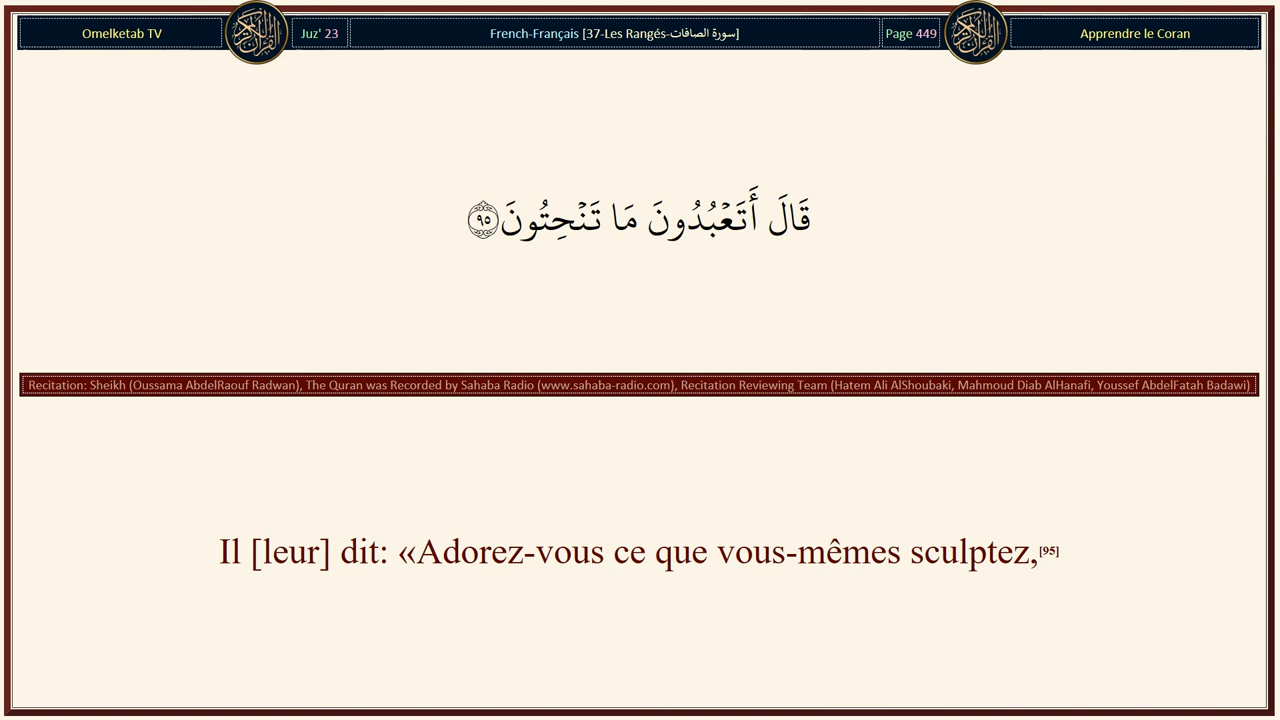 Omelketab TV
Juz' 23
French-Français [37-Les Rangés-سورة الصافات]
Page 449
Apprendre le Coran
قَالَ أَتَعۡبُدُونَ مَا تَنۡحِتُونَ ٩٥
Recitation: Sheikh (Oussama AbdelRaouf Radwan), The Quran was Recorded by Sahaba Radio (www.sahaba-radio.com), Recitation Reviewing Team (Hatem Ali AlShoubaki, Mahmoud Diab AlHanafi, Youssef AbdelFatah Badawi)
Il [leur] dit: «Adorez-vous ce que vous-mêmes sculptez,[95]